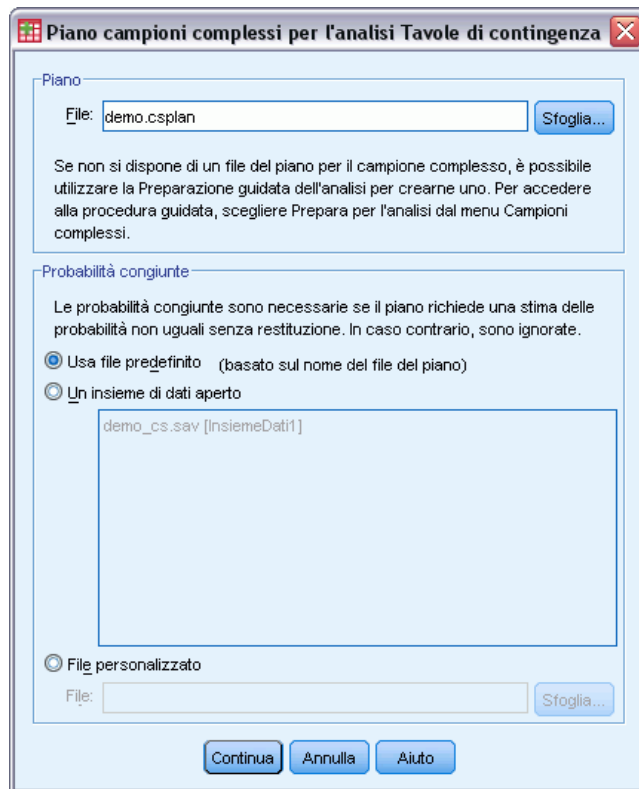 Piano campioni complessi per l'analisi Tavole di contingenza
Piano
File: demo.csplan Sfoglia...
Se non si dispone di un file del piano per il campione complesso, è possibile
utilizzare la Preparazione guidata dell'analisi per crearne uno. Per accedere
alla procedura guidata, scegliere Prepara per l'analisi dal menu Campioni
complessi.
Probabilità congiunte
Le probabilità congiunte sono necessarie se il piano richiede una stima delle
probabilità non uguali senza restituzione. In caso contrario, sono ignorate.
Usa file predefinito (basato sul nome del file del piano)
Un insieme di dati aperto
demo_cs.sav [InsiemeDati1]
File personalizzato
File: Sfoglia...
Continua Annulla Aiuto